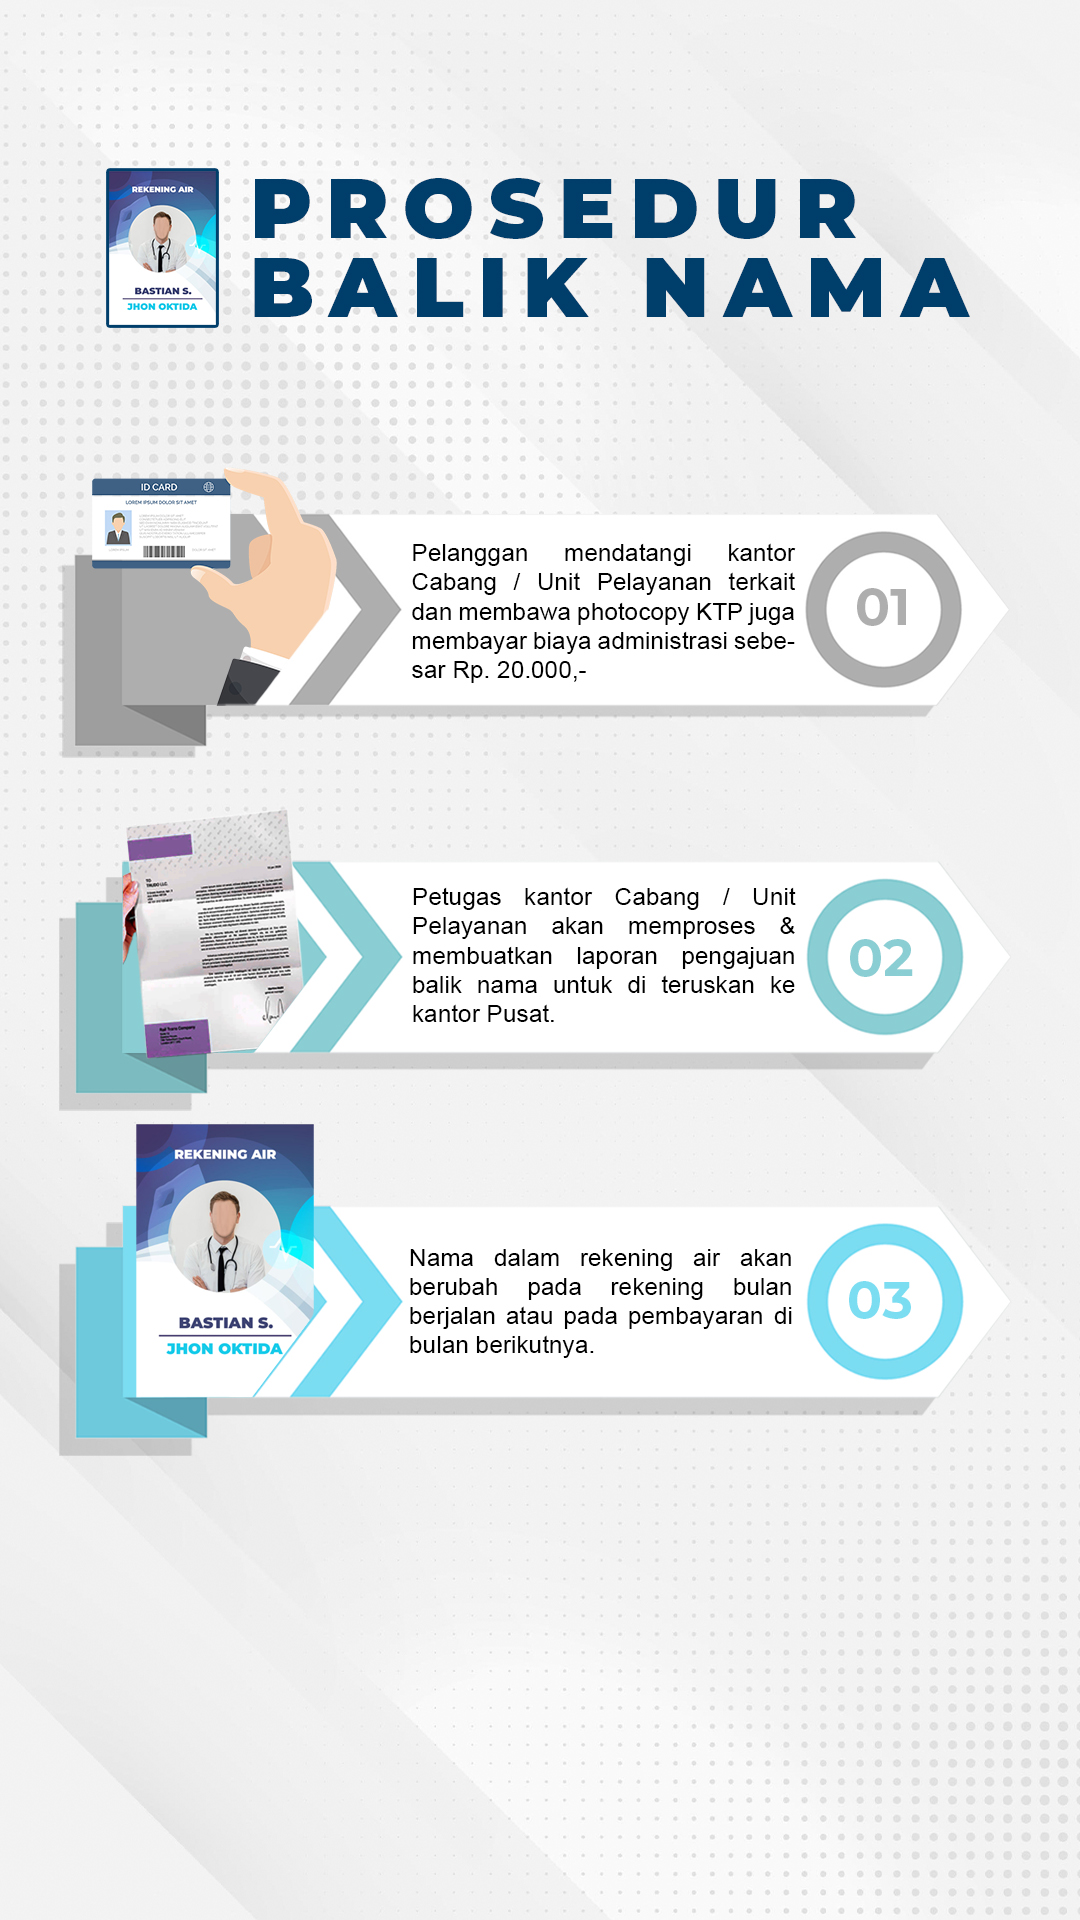 REKENING AIR
BASTIAN S.
JHON OKTIDA
PROSEDUR
BALIK NAMA
ID CARD
LOREM IPSUM DOLOR SIT AMET
Pelanggan mendatangi kantor
Cabang / Unit Pelayanan terkait
dan membawa photocopy KTP juga
membayar biaya administrasi sebe-
sar Rp. 20.000,-
01
Petugas kantor Cabang / Unit
Pelayanan akan memproses &
membuatkan laporan pengajuan
balik nama untuk di teruskan ke
kantor Pusat.
02
REKENING AIR
BASTIAN S.
JHON OKTIDA
Nama dalam rekening air akan
berubah pada rekening bulan
berjalan atau pada pembayaran di
bulan berikutnya.
03